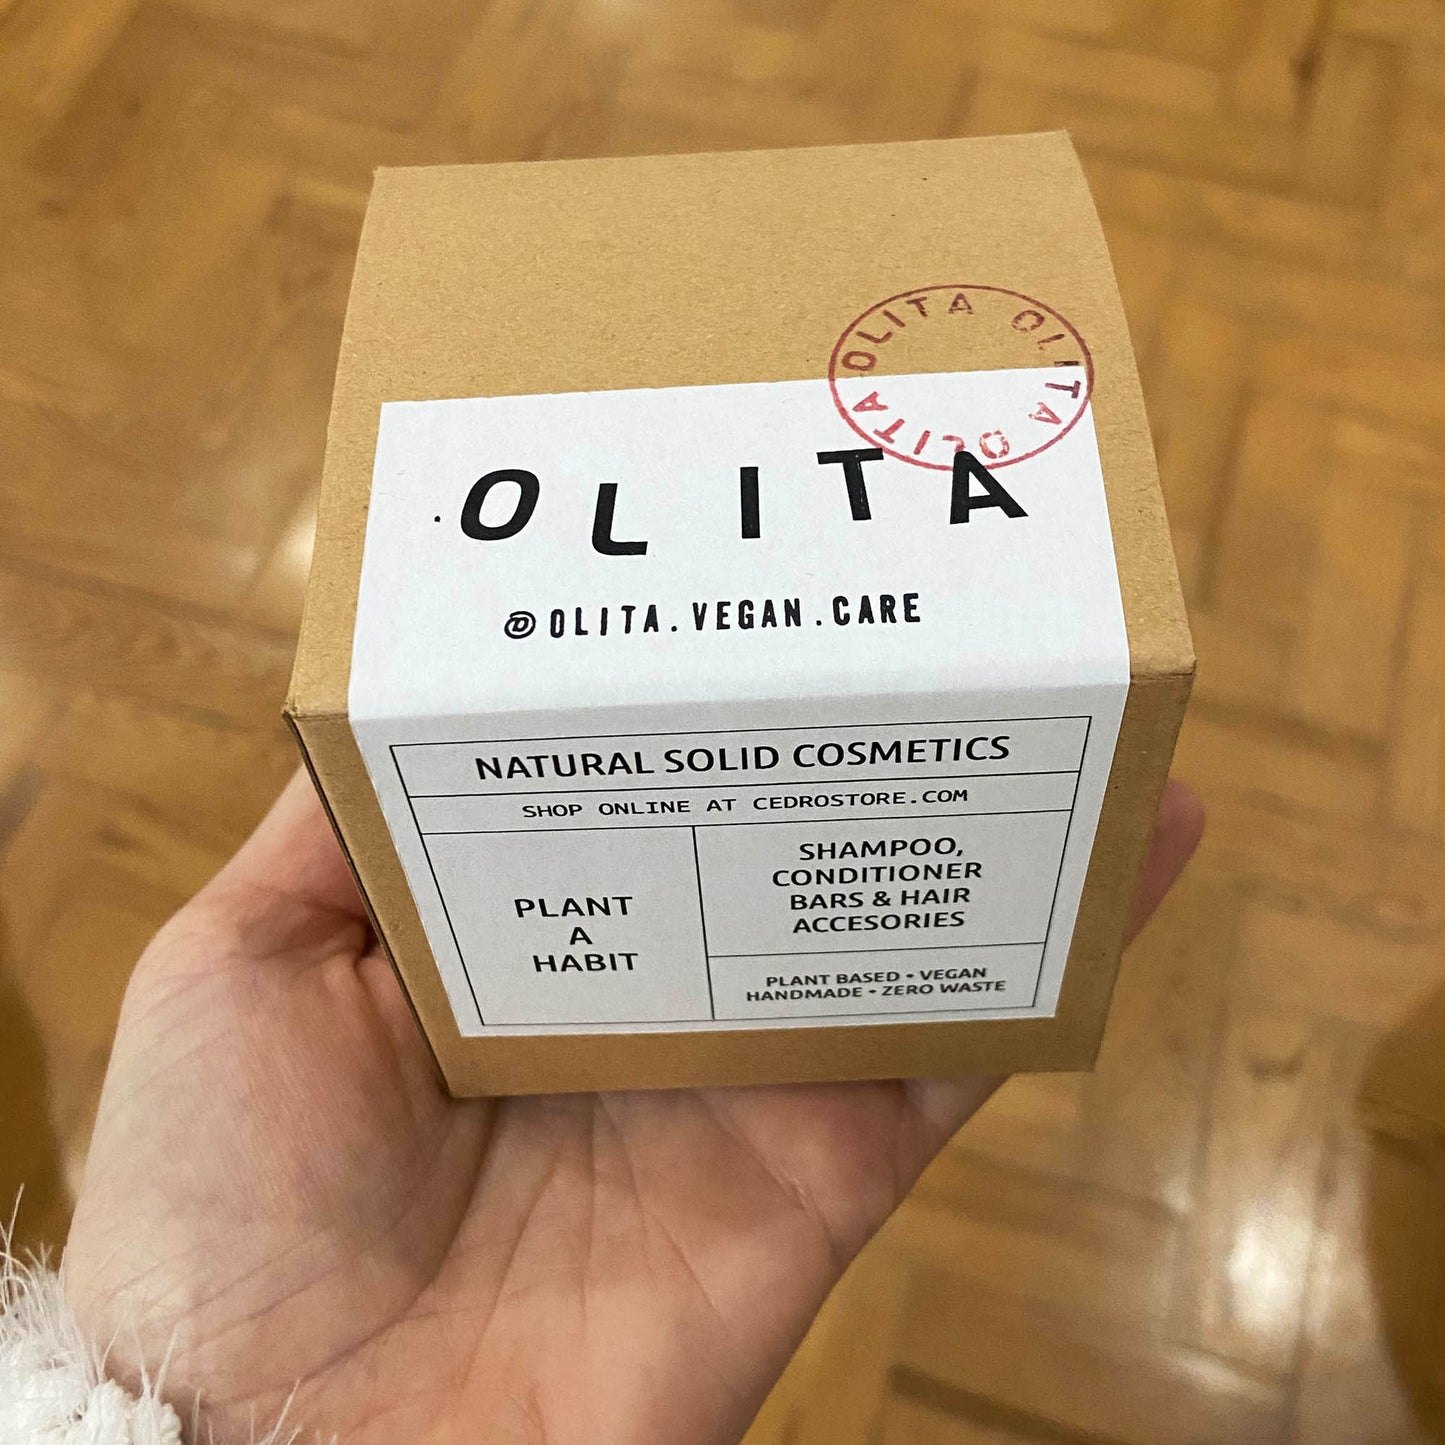 OLITA OLITA OLITA
OLITA
@OLITA.VEGAN.CARE
NATURAL SOLID COSMETICS
SHOP ONLINE AT CEDROSTORE.COM
PLANT
A
HABIT
SHAMPOO,
CONDITIONER
BARS & HAIR
ACCESORIES
PLANT BASED • VEGAN
HANDMADE • ZERO WASTE